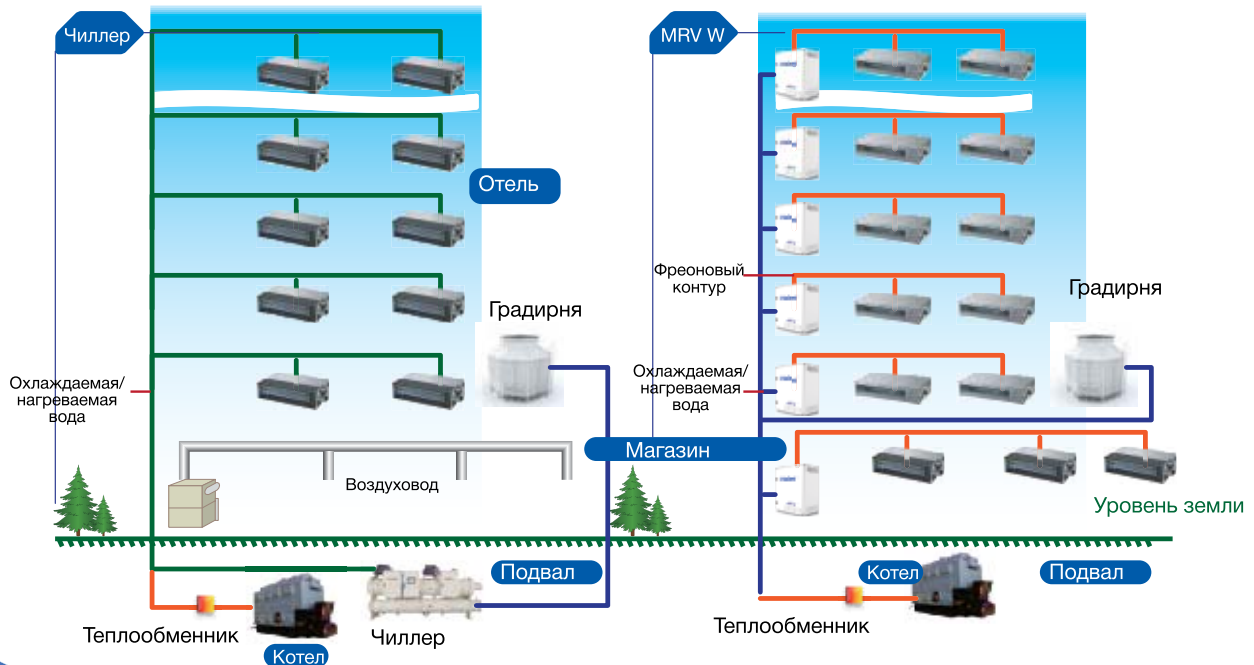 Чиллер
MRV W
Отель
Фреоновый
контур
Градирня
Градирня
Охлаждаемая/
нагреваемая
вода
Охлаждаемая/
нагреваемая
вода
Магазин
Воздуховод
Уровень земли
Подвал
Котел
Подвал
Теплообменник
Чиллер
Теплообменник
Котел